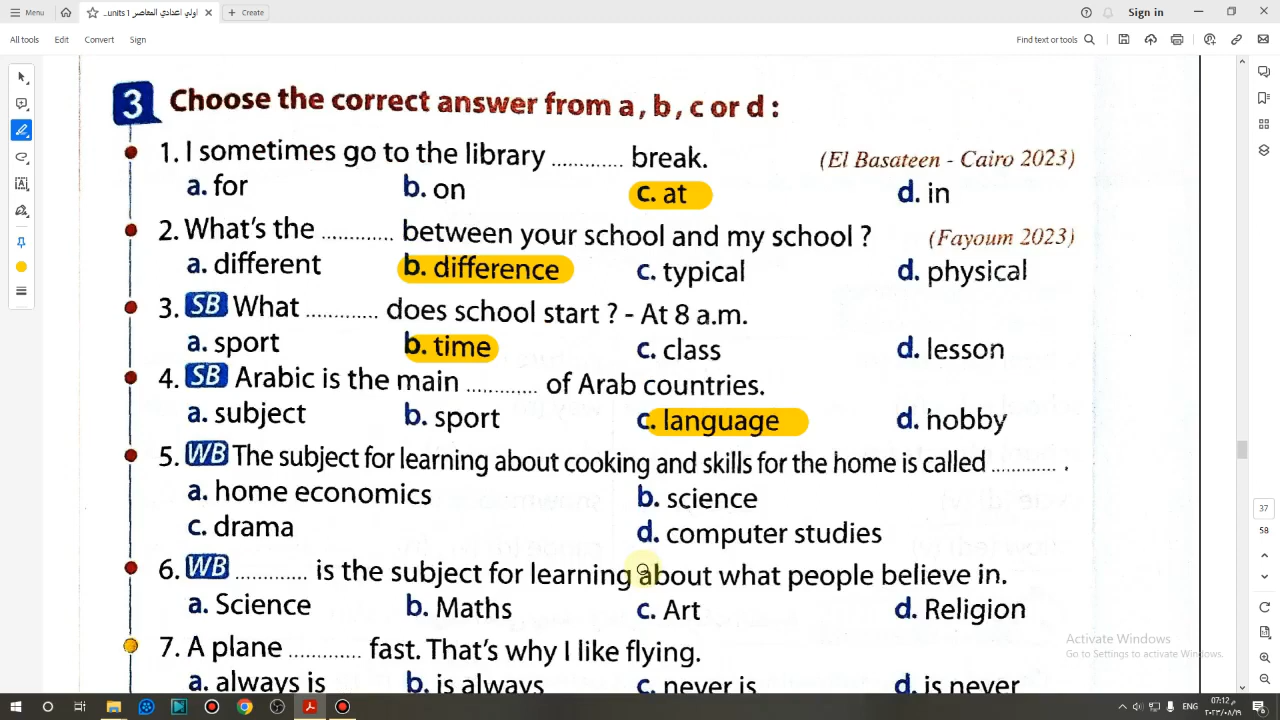 Menu
اولي اعدادي المعاصر units 1...
Create
Sign in
All tools
Edit
Convert
Sign
Find text or tools
3 Choose the correct answer from a, b, c or d :
1. I sometimes go to the library ............ break. (El Basateen - Cairo 2023)
a. for b. on c. at d. in
2. What's the ............ between your school and my school ? (Fayoum 2023)
a. different b. difference c. typical d. physical
3. SB What ............ does school start ? - At 8 a.m.
a. sport b. time c. class d. lesson
4. SB Arabic is the main ............ of Arab countries.
a. subject b. sport c. language d. hobby
5. WB The subject for learning about cooking and skills for the home is called ............ .
a. home economics b. science
c. drama d. computer studies
6. WB ............ is the subject for learning about what people believe in.
a. Science b. Maths c. Art d. Religion
7. A plane ............ fast. That's why I like flying.
a. always is b. is always c. never is d. is never
37
58
Activate Windows
Go to Settings to activate Windows.
ENG
07:12 م
٢٠٢٣/٠٨/١٩